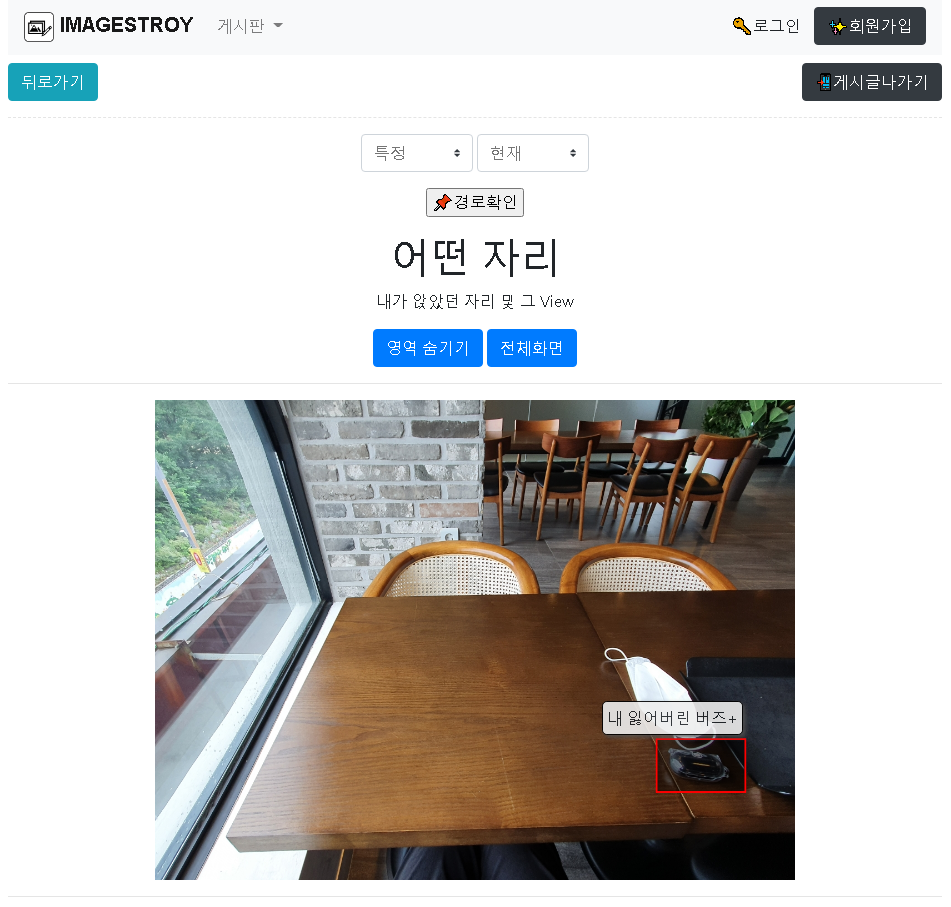 IMAGESTROY 게시판 로그인 회원가입
뒤로가기 게시글나가기
특정 현재
경로확인
어떤 자리
내가 앉았던 자리 및 그 View
영역 숨기기 전체화면
내 잃어버린 버즈+